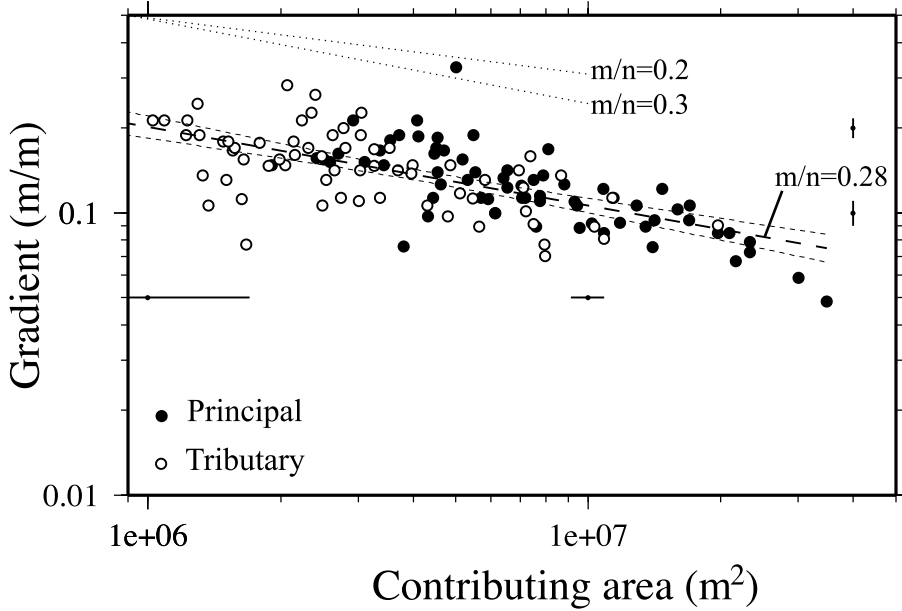 m/n=0.2
m/n=0.3
m/n=0.28
0.1
Gradient (m/m)
Principal
Tributary
0.01
1e+06
1e+07
Contributing area (m²)